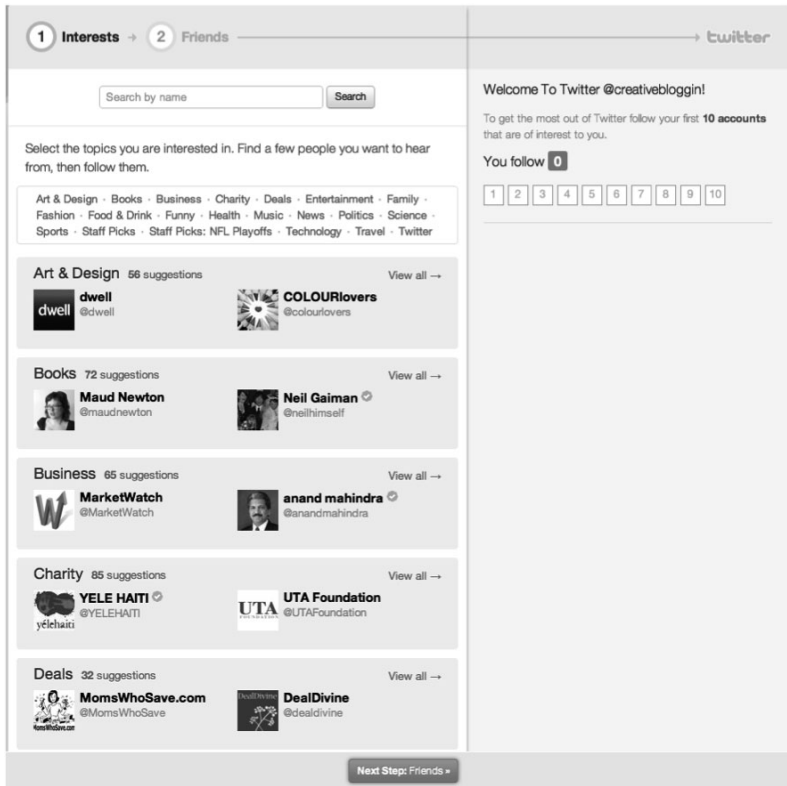 1 Interests → 2 Friends → twitter
Search by name Search
Select the topics you are interested in. Find a few people you want to hear
from, then follow them.
Art & Design · Books · Business · Charity · Deals · Entertainment · Family ·
Fashion · Food & Drink · Funny · Health · Music · News · Politics · Science ·
Sports · Staff Picks · Staff Picks: NFL Playoffs · Technology · Travel · Twitter
Art & Design 56 suggestions View all →
dwell
dwell
@dwell
COLOURlovers
@colourlovers
Books 72 suggestions View all →
Maud Newton
@maudnewton
Neil Gaiman
@neilhimself
Business 65 suggestions View all →
MarketWatch
@MarketWatch
anand mahindra
@anandmahindra
Charity 85 suggestions View all →
yélehaiti
YELE HAITI
@YELEHAITI
UTA
FOUNDATION
UTA Foundation
@UTAFoundation
Deals 32 suggestions View all →
MomsWhoSave.com
MomsWhoSave.com
@MomsWhoSave
DealDivine
DealDivine
@dealdivine
Welcome To Twitter @creativebloggin!
To get the most out of Twitter follow your first 10 accounts
that are of interest to you.
You follow 0
1 2 3 4 5 6 7 8 9 10
Next Step: Friends »